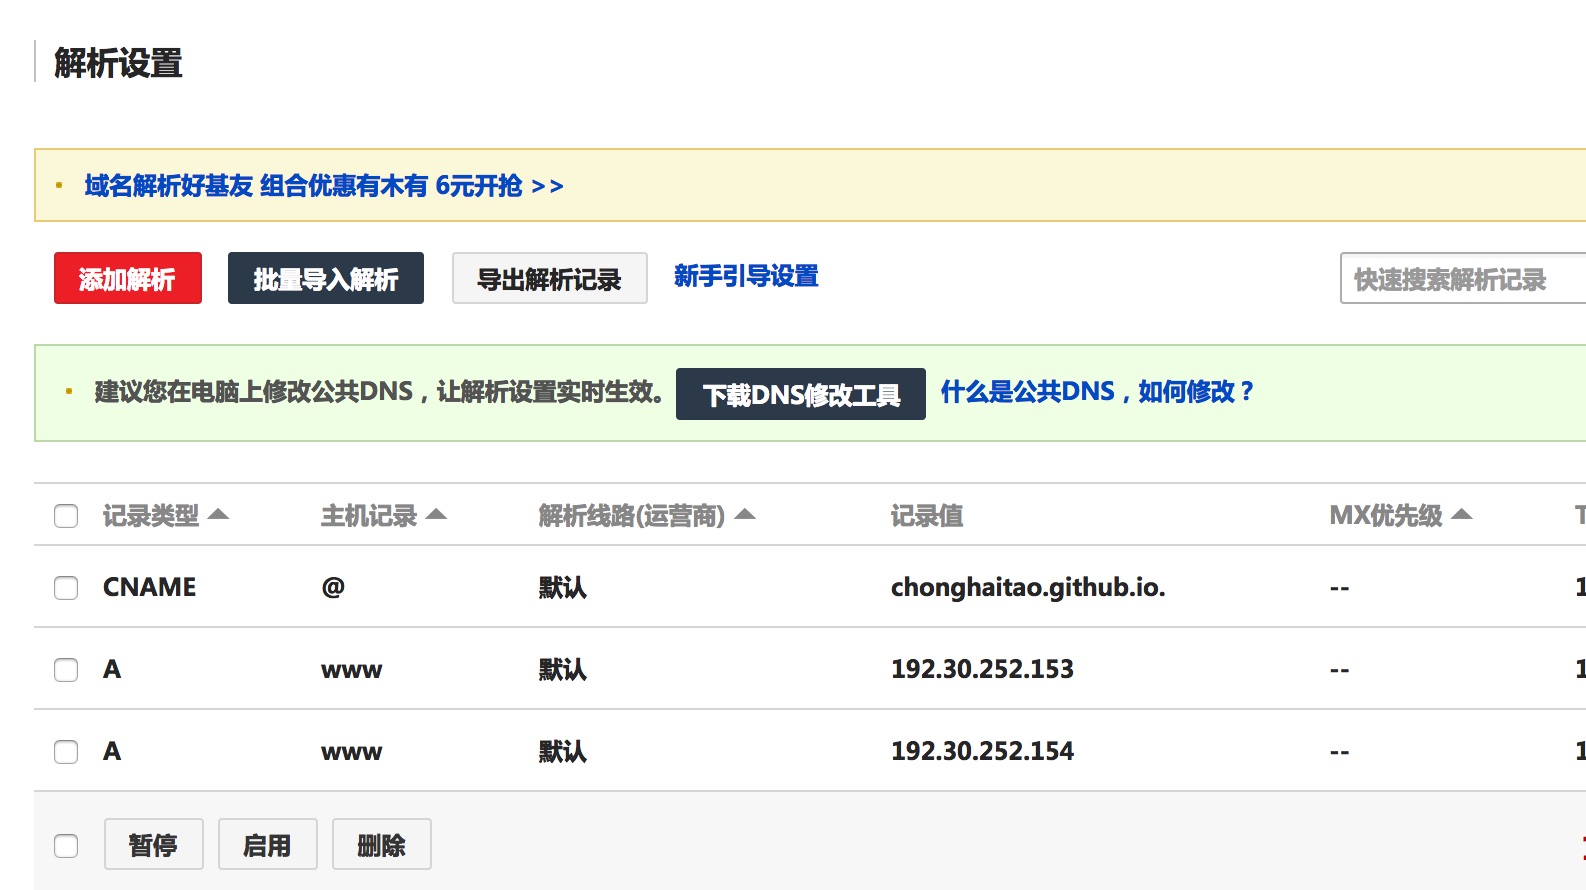 解析设置
域名解析好基友 组合优惠有木有 6元开抢 >>
添加解析 批量导入解析 导出解析记录 新手引导设置 快速搜索解析记录
建议您在电脑上修改公共DNS，让解析设置实时生效。 下载DNS修改工具 什么是公共DNS，如何修改？
记录类型 主机记录 解析线路(运营商) 记录值 MX优先级
CNAME @ 默认 chonghaitao.github.io. --
A www 默认 192.30.252.153 --
A www 默认 192.30.252.154 --
暂停 启用 删除